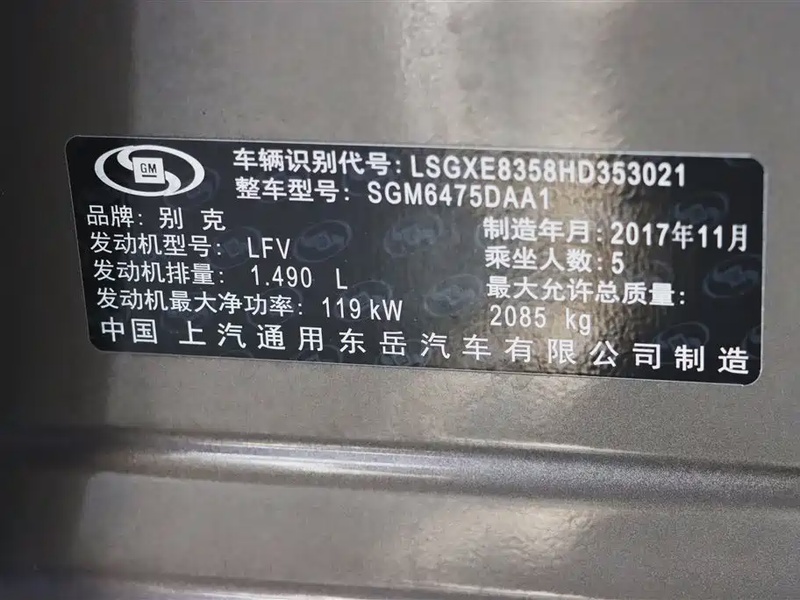 GM
车辆识别代号: LSGXE8358HD353021
整车型号: SGM6475DAA1
品牌: 别克
制造年月: 2017年11月
发动机型号: LFV
乘坐人数: 5
发动机排量: 1.490 L
最大允许总质量:
发动机最大净功率: 119 kW
2085 kg
中国 上汽通用东岳汽车有限公司制造